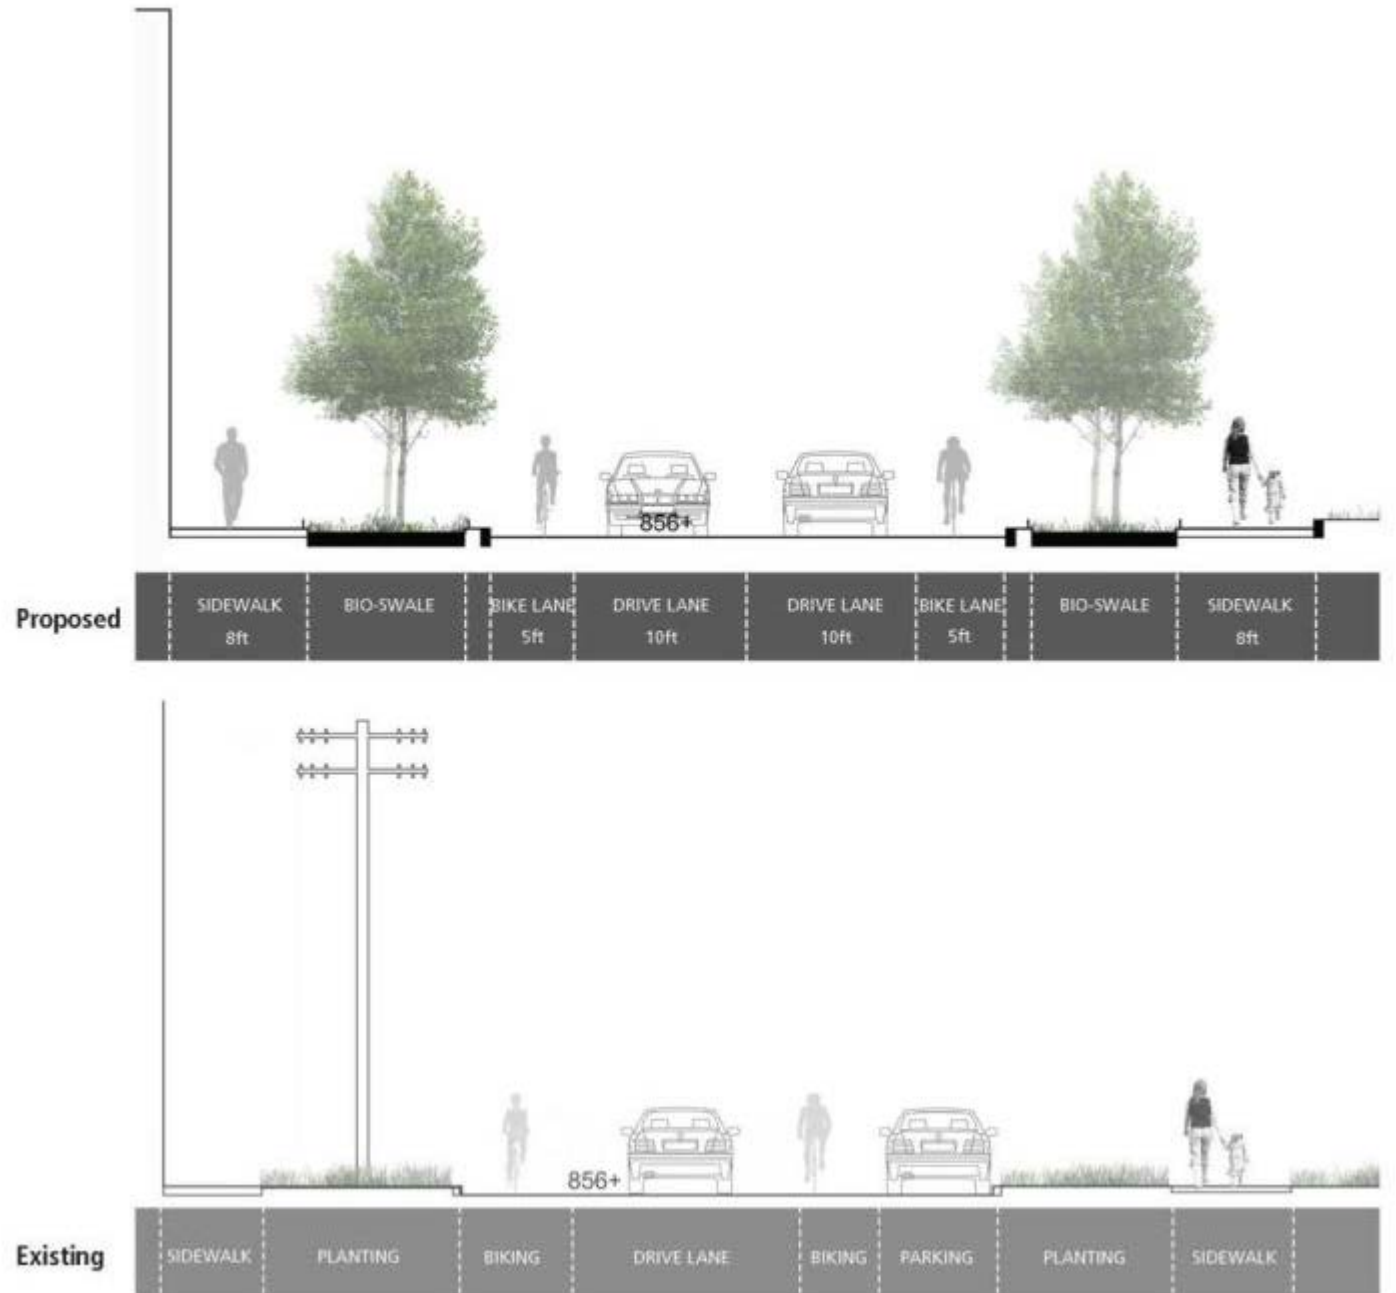 856+
Proposed
SIDEWALK BIO-SWALE BIKE LANE DRIVE LANE DRIVE LANE BIKE LANE BIO-SWALE SIDEWALK
8ft 5ft 10ft 10ft 5ft 8ft
856+
Existing
SIDEWALK PLANTING BIKING DRIVE LANE BIKING PARKING PLANTING SIDEWALK